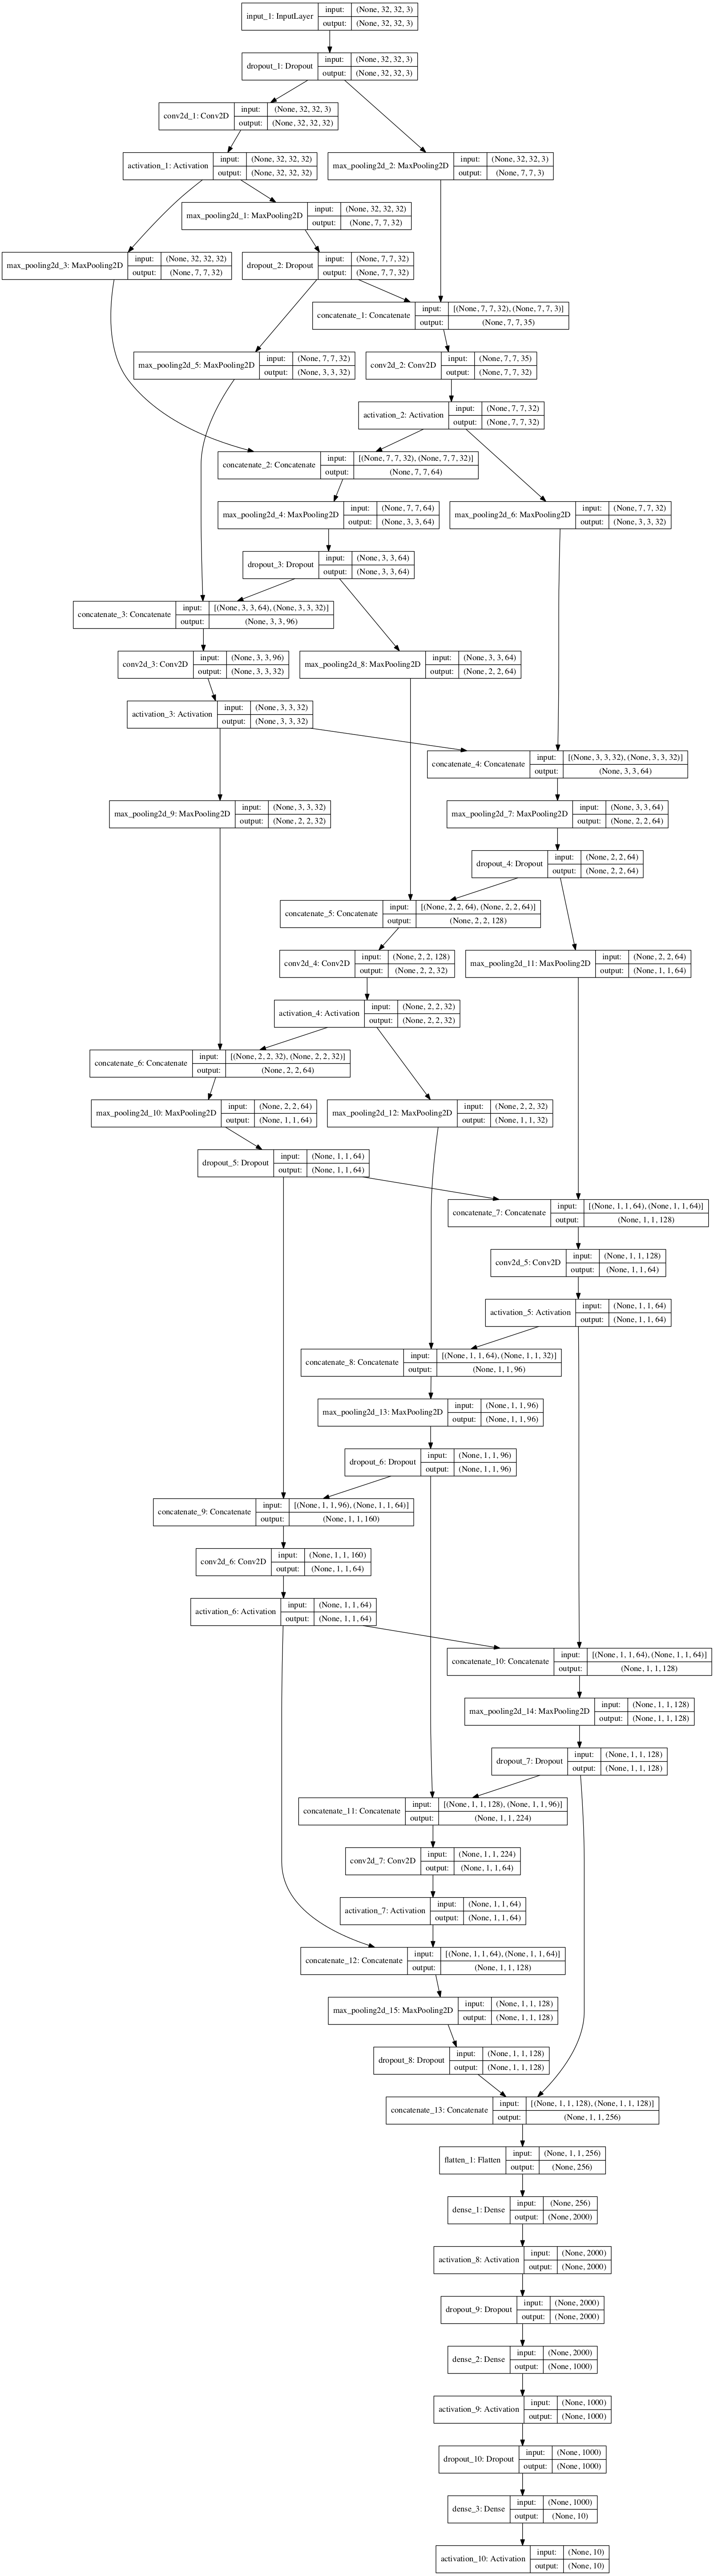 input_1: InputLayer
input: (None, 32, 32, 3)
output: (None, 32, 32, 3)
dropout_1: Dropout
input: (None, 32, 32, 3)
output: (None, 32, 32, 3)
conv2d_1: Conv2D
input: (None, 32, 32, 3)
output: (None, 32, 32, 32)
activation_1: Activation
input: (None, 32, 32, 32)
output: (None, 32, 32, 32)
max_pooling2d_2: MaxPooling2D
input: (None, 32, 32, 3)
output: (None, 7, 7, 3)
max_pooling2d_1: MaxPooling2D
input: (None, 32, 32, 32)
output: (None, 7, 7, 32)
max_pooling2d_3: MaxPooling2D
input: (None, 32, 32, 32)
output: (None, 7, 7, 32)
dropout_2: Dropout
input: (None, 7, 7, 32)
output: (None, 7, 7, 32)
concatenate_1: Concatenate
input: [(None, 7, 7, 32), (None, 7, 7, 3)]
output: (None, 7, 7, 35)
max_pooling2d_5: MaxPooling2D
input: (None, 7, 7, 32)
output: (None, 3, 3, 32)
conv2d_2: Conv2D
input: (None, 7, 7, 35)
output: (None, 7, 7, 32)
activation_2: Activation
input: (None, 7, 7, 32)
output: (None, 7, 7, 32)
concatenate_2: Concatenate
input: [(None, 7, 7, 32), (None, 7, 7, 32)]
output: (None, 7, 7, 64)
max_pooling2d_4: MaxPooling2D
input: (None, 7, 7, 64)
output: (None, 3, 3, 64)
max_pooling2d_6: MaxPooling2D
input: (None, 7, 7, 32)
output: (None, 3, 3, 32)
dropout_3: Dropout
input: (None, 3, 3, 64)
output: (None, 3, 3, 64)
concatenate_3: Concatenate
input: [(None, 3, 3, 64), (None, 3, 3, 32)]
output: (None, 3, 3, 96)
conv2d_3: Conv2D
input: (None, 3, 3, 96)
output: (None, 3, 3, 32)
max_pooling2d_8: MaxPooling2D
input: (None, 3, 3, 64)
output: (None, 2, 2, 64)
activation_3: Activation
input: (None, 3, 3, 32)
output: (None, 3, 3, 32)
concatenate_4: Concatenate
input: [(None, 3, 3, 32), (None, 3, 3, 32)]
output: (None, 3, 3, 64)
max_pooling2d_9: MaxPooling2D
input: (None, 3, 3, 32)
output: (None, 2, 2, 32)
max_pooling2d_7: MaxPooling2D
input: (None, 3, 3, 64)
output: (None, 2, 2, 64)
dropout_4: Dropout
input: (None, 2, 2, 64)
output: (None, 2, 2, 64)
concatenate_5: Concatenate
input: [(None, 2, 2, 64), (None, 2, 2, 64)]
output: (None, 2, 2, 128)
conv2d_4: Conv2D
input: (None, 2, 2, 128)
output: (None, 2, 2, 32)
max_pooling2d_11: MaxPooling2D
input: (None, 2, 2, 64)
output: (None, 1, 1, 64)
activation_4: Activation
input: (None, 2, 2, 32)
output: (None, 2, 2, 32)
concatenate_6: Concatenate
input: [(None, 2, 2, 32), (None, 2, 2, 32)]
output: (None, 2, 2, 64)
max_pooling2d_10: MaxPooling2D
input: (None, 2, 2, 64)
output: (None, 1, 1, 64)
max_pooling2d_12: MaxPooling2D
input: (None, 2, 2, 32)
output: (None, 1, 1, 32)
dropout_5: Dropout
input: (None, 1, 1, 64)
output: (None, 1, 1, 64)
concatenate_7: Concatenate
input: [(None, 1, 1, 64), (None, 1, 1, 64)]
output: (None, 1, 1, 128)
conv2d_5: Conv2D
input: (None, 1, 1, 128)
output: (None, 1, 1, 64)
activation_5: Activation
input: (None, 1, 1, 64)
output: (None, 1, 1, 64)
concatenate_8: Concatenate
input: [(None, 1, 1, 64), (None, 1, 1, 32)]
output: (None, 1, 1, 96)
max_pooling2d_13: MaxPooling2D
input: (None, 1, 1, 96)
output: (None, 1, 1, 96)
dropout_6: Dropout
input: (None, 1, 1, 96)
output: (None, 1, 1, 96)
concatenate_9: Concatenate
input: [(None, 1, 1, 96), (None, 1, 1, 64)]
output: (None, 1, 1, 160)
conv2d_6: Conv2D
input: (None, 1, 1, 160)
output: (None, 1, 1, 64)
activation_6: Activation
input: (None, 1, 1, 64)
output: (None, 1, 1, 64)
concatenate_10: Concatenate
input: [(None, 1, 1, 64), (None, 1, 1, 64)]
output: (None, 1, 1, 128)
max_pooling2d_14: MaxPooling2D
input: (None, 1, 1, 128)
output: (None, 1, 1, 128)
dropout_7: Dropout
input: (None, 1, 1, 128)
output: (None, 1, 1, 128)
concatenate_11: Concatenate
input: [(None, 1, 1, 128), (None, 1, 1, 96)]
output: (None, 1, 1, 224)
conv2d_7: Conv2D
input: (None, 1, 1, 224)
output: (None, 1, 1, 64)
activation_7: Activation
input: (None, 1, 1, 64)
output: (None, 1, 1, 64)
concatenate_12: Concatenate
input: [(None, 1, 1, 64), (None, 1, 1, 64)]
output: (None, 1, 1, 128)
max_pooling2d_15: MaxPooling2D
input: (None, 1, 1, 128)
output: (None, 1, 1, 128)
dropout_8: Dropout
input: (None, 1, 1, 128)
output: (None, 1, 1, 128)
concatenate_13: Concatenate
input: [(None, 1, 1, 128), (None, 1, 1, 128)]
output: (None, 1, 1, 256)
flatten_1: Flatten
input: (None, 1, 1, 256)
output: (None, 256)
dense_1: Dense
input: (None, 256)
output: (None, 2000)
activation_8: Activation
input: (None, 2000)
output: (None, 2000)
dropout_9: Dropout
input: (None, 2000)
output: (None, 2000)
dense_2: Dense
input: (None, 2000)
output: (None, 1000)
activation_9: Activation
input: (None, 1000)
output: (None, 1000)
dropout_10: Dropout
input: (None, 1000)
output: (None, 1000)
dense_3: Dense
input: (None, 1000)
output: (None, 10)
activation_10: Activation
input: (None, 10)
output: (None, 10)